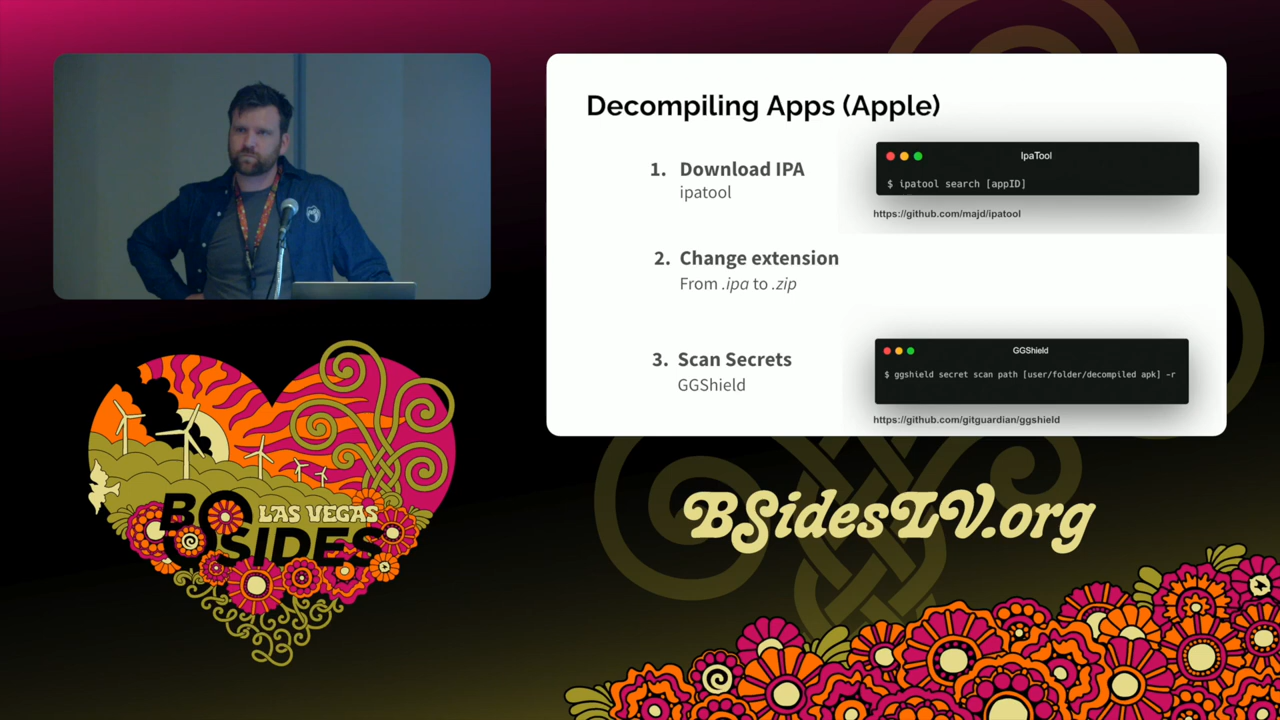 Decompiling Apps (Apple)
1. Download IPA
ipatool
IpaTool
$ ipatool search [appID]
https://github.com/majd/ipatool
2. Change extension
From .ipa to .zip
3. Scan Secrets
GGShield
GGShield
$ ggshield secret scan path [user/folder/decompiled apk] -r
https://github.com/gitguardian/ggshield
BSidesLV.org
LAS VEGAS
BSIDES
23